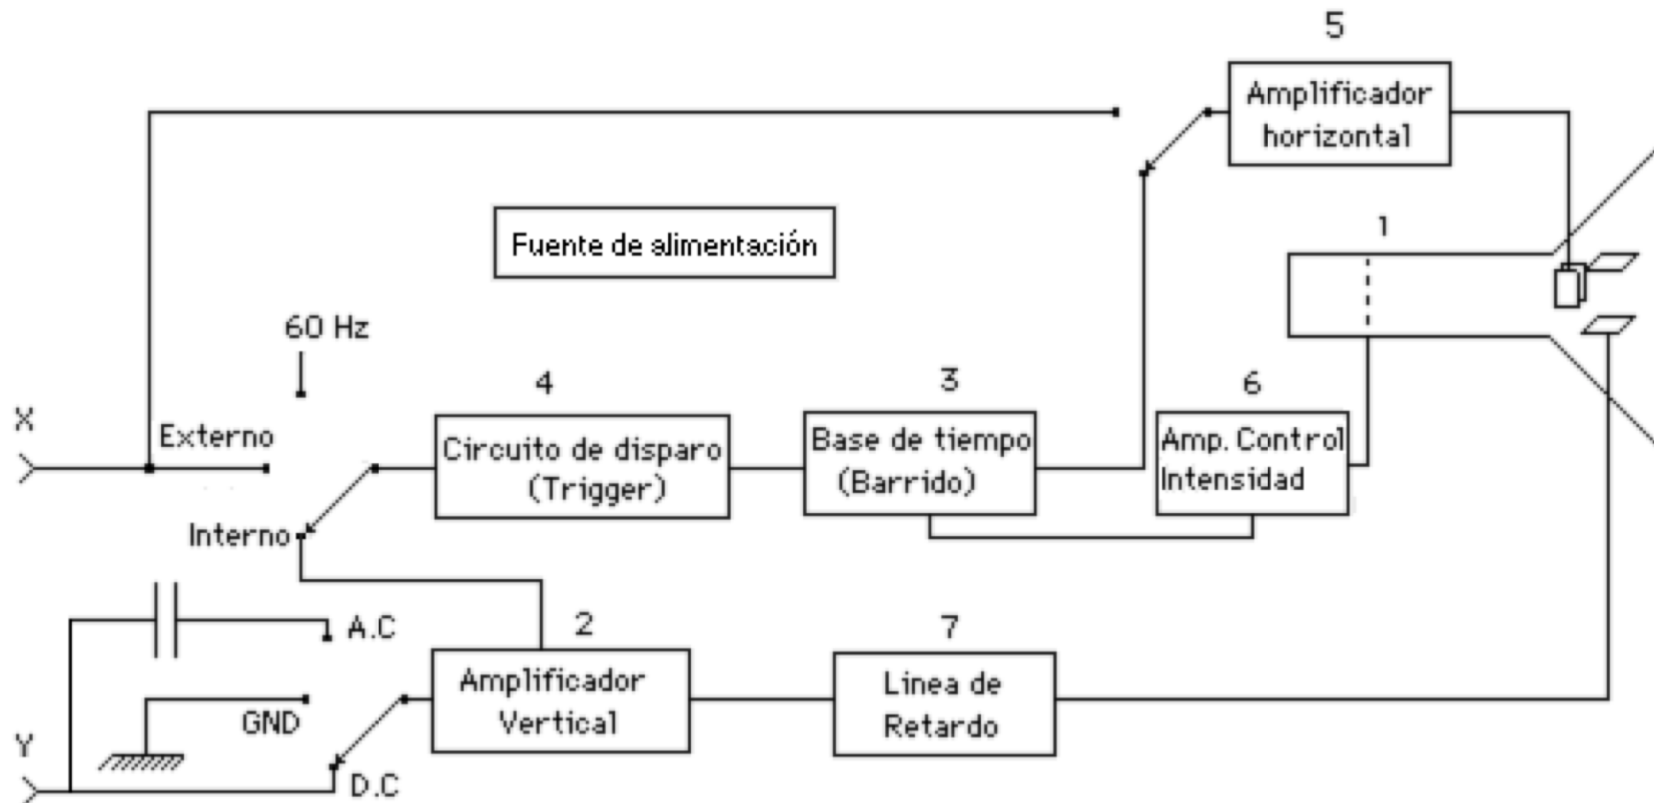 5
Amplificador
horizontal
1
Fuente de alimentación
60 Hz
4
3
6
X
Externo
Circuito de disparo
(Trigger)
Base de tiempo
(Barrido)
Amp. Control
Intensidad
Interno
A.C
2
7
Amplificador
Vertical
Linea de
Retardo
GND
Y
D.C